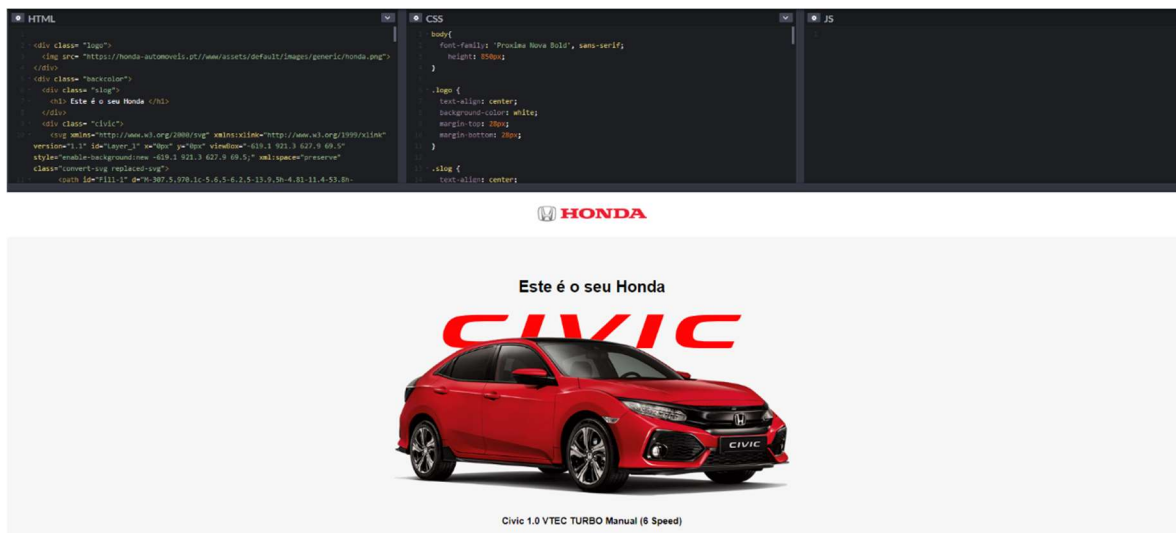 HTML
<div class= "logo">
<img src= "https://honda-automoveis.pt//www/assets/default/images/generic/honda.png">
</div>
<div class= "backcolor">
<div class= "slog">
<h1> Este é o seu Honda </h1>
</div>
<div class= "civic">
<svg xmlns="http://www.w3.org/2000/svg" xmlns:xlink="http://www.w3.org/1999/xlink"
version="1.1" id="Layer_1" x="0px" y="0px" viewBox="-619.1 921.3 627.9 69.5"
style="enable-background:new -619.1 921.3 627.9 69.5;" xml:space="preserve"
class="convert-svg replaced-svg">
<path id="Fill-1"
CSS
body{
font-family: 'Proxima Nova Bold', sans-serif;
height: 850px;
}
.logo {
text-align: center;
background-color: white;
margin-top: 28px;
margin-bottom: 28px;
}
.slog {
text-align: center;
JS
HONDA
Este é o seu Honda
CIVIC
CIVIC
Civic 1.0 VTEC TURBO Manual (6 Speed)